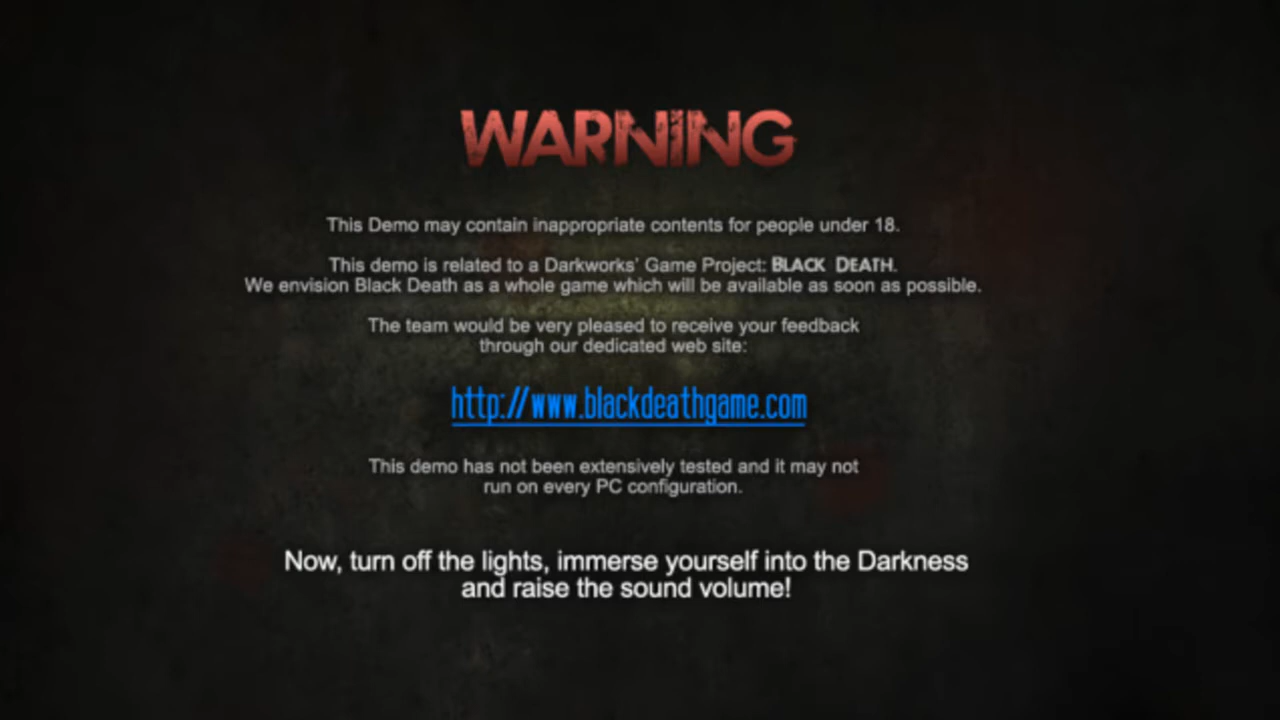 WARNING
This Demo may contain inappropriate contents for people under 18.
This demo is related to a Darkworks' Game Project: BLACK DEATH.
We envision Black Death as a whole game which will be available as soon as possible.
The team would be very pleased to receive your feedback
through our dedicated web site:
http://www.blackdeathgame.com
This demo has not been extensively tested and it may not
run on every PC configuration.
Now, turn off the lights, immerse yourself into the Darkness
and raise the sound volume!